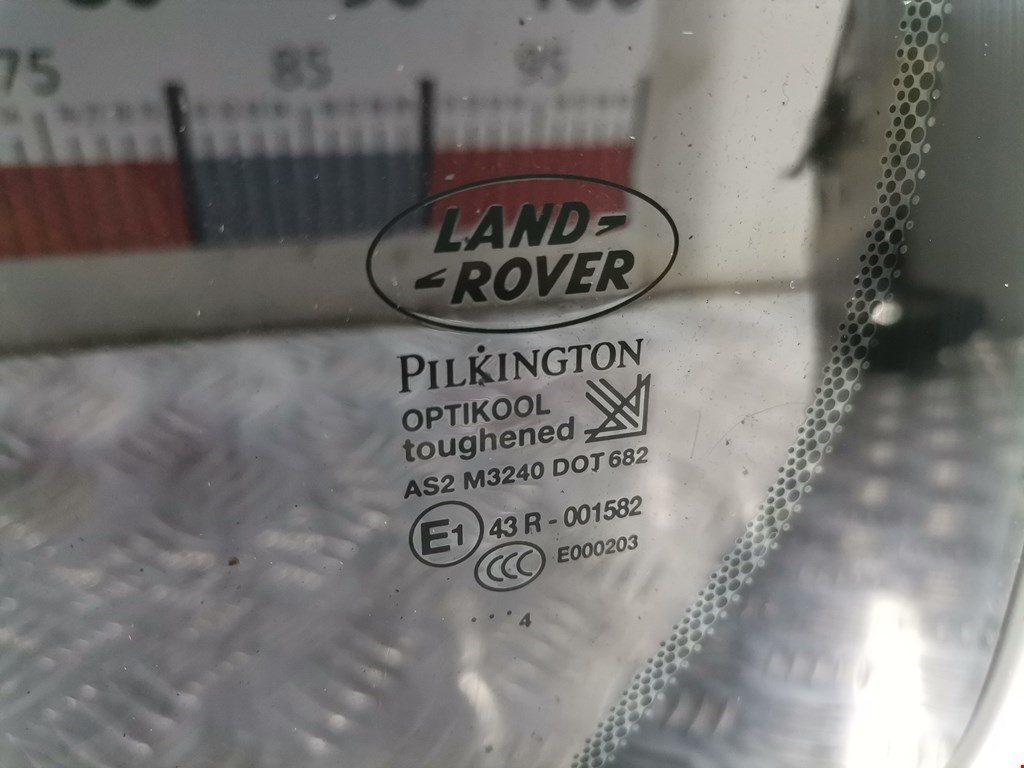 75 85 95
LAND
ROVER
PILKINGTON
OPTIKOOL
toughened
AS2 M3240 DOT 682
E1 43 R - 001582
CCC E000203
. . . 4